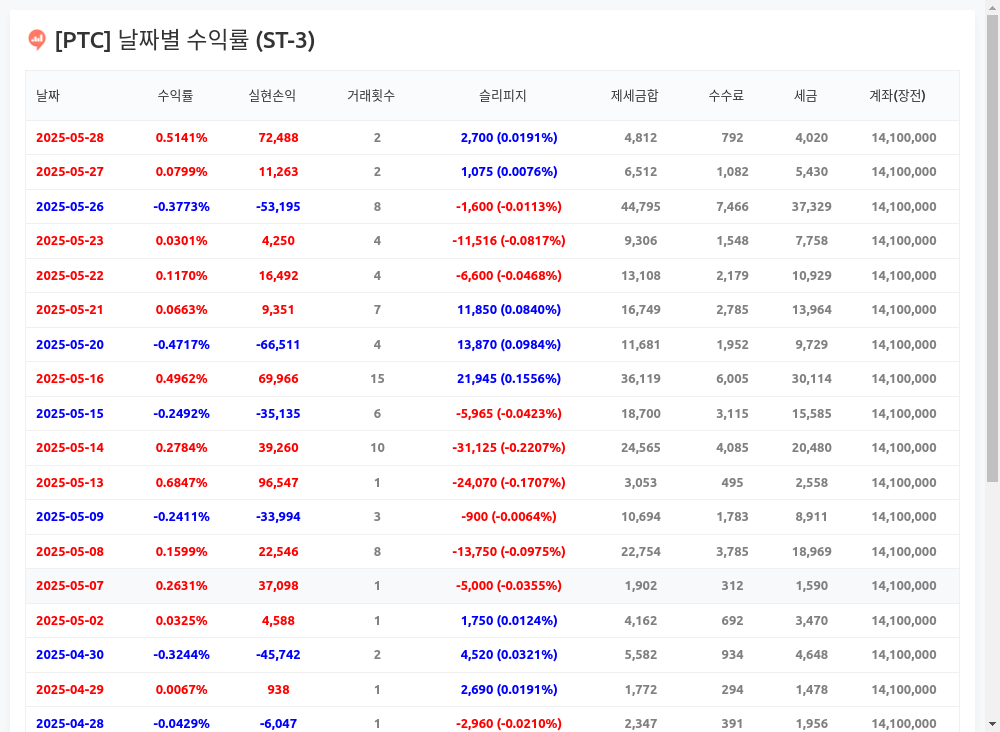 [PTC] 날짜별 수익률 (ST-3)
날짜 수익률 실현손익 거래횟수 슬리피지 제세금합 수수료 세금 계좌(장전)
2025-05-28 0.5141% 72,488 2 2,700 (0.0191%) 4,812 792 4,020 14,100,000
2025-05-27 0.0799% 11,263 2 1,075 (0.0076%) 6,512 1,082 5,430 14,100,000
2025-05-26 -0.3773% -53,195 8 -1,600 (-0.0113%) 44,795 7,466 37,329 14,100,000
2025-05-23 0.0301% 4,250 4 -11,516 (-0.0817%) 9,306 1,548 7,758 14,100,000
2025-05-22 0.1170% 16,492 4 -6,600 (-0.0468%) 13,108 2,179 10,929 14,100,000
2025-05-21 0.0663% 9,351 7 11,850 (0.0840%) 16,749 2,785 13,964 14,100,000
2025-05-20 -0.4717% -66,511 4 13,870 (0.0984%) 11,681 1,952 9,729 14,100,000
2025-05-16 0.4962% 69,966 15 21,945 (0.1556%) 36,119 6,005 30,114 14,100,000
2025-05-15 -0.2492% -35,135 6 -5,965 (-0.0423%) 18,700 3,115 15,585 14,100,000
2025-05-14 0.2784% 39,260 10 -31,125 (-0.2207%) 24,565 4,085 20,480 14,100,000
2025-05-13 0.6847% 96,547 1 -24,070 (-0.1707%) 3,053 495 2,558 14,100,000
2025-05-09 -0.2411% -33,994 3 -900 (-0.0064%) 10,694 1,783 8,911 14,100,000
2025-05-08 0.1599% 22,546 8 -13,750 (-0.0975%) 22,754 3,785 18,969 14,100,000
2025-05-07 0.2631% 37,098 1 -5,000 (-0.0355%) 1,902 312 1,590 14,100,000
2025-05-02 0.0325% 4,588 1 1,750 (0.0124%) 4,162 692 3,470 14,100,000
2025-04-30 -0.3244% -45,742 2 4,520 (0.0321%) 5,582 934 4,648 14,100,000
2025-04-29 0.0067% 938 1 2,690 (0.0191%) 1,772 294 1,478 14,100,000
2025-04-28 -0.0429% -6,047 1 -2,960 (-0.0210%) 2,347 391 1,956 14,100,000